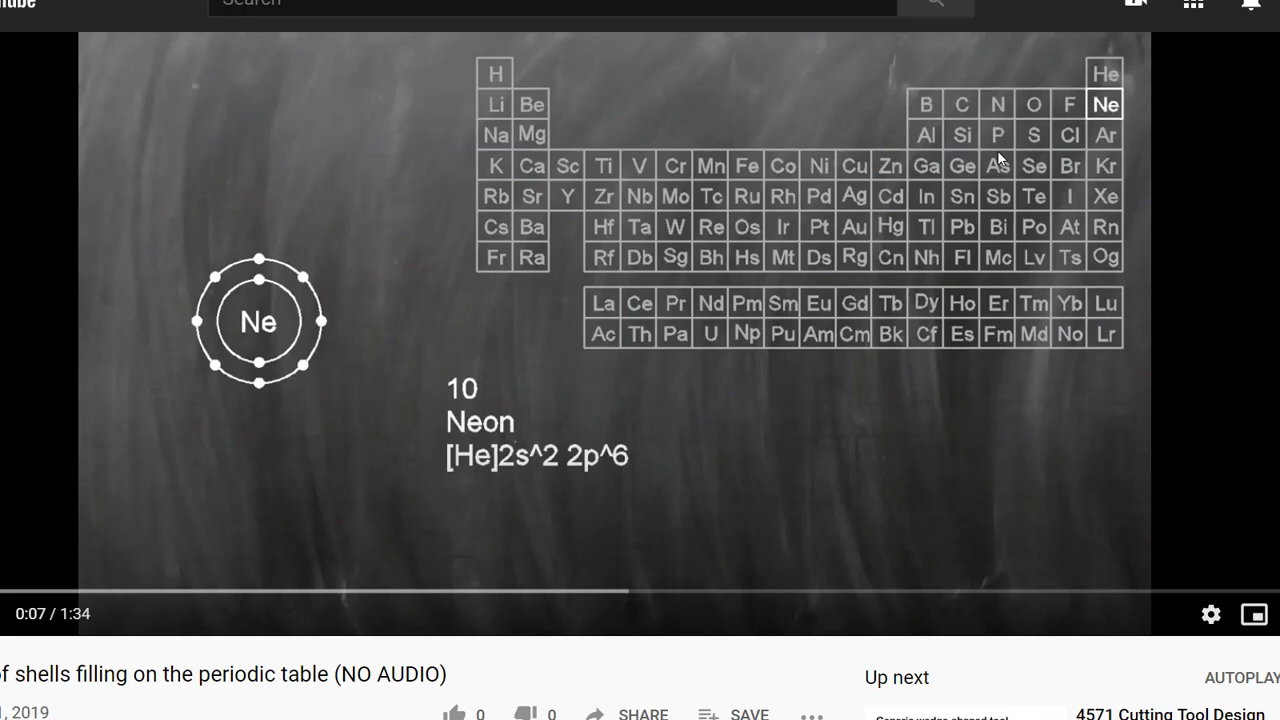 Search
H He
Li Be B C N O F Ne
Na Mg Al Si P S Cl Ar
K Ca Sc Ti V Cr Mn Fe Co Ni Cu Zn Ga Ge As Se Br Kr
Rb Sr Y Zr Nb Mo Tc Ru Rh Pd Ag Cd In Sn Sb Te I Xe
Cs Ba Hf Ta W Re Os Ir Pt Au Hg Tl Pb Bi Po At Rn
Fr Ra Rf Db Sg Bh Hs Mt Ds Rg Cn Nh Fl Mc Lv Ts Og
La Ce Pr Nd Pm Sm Eu Gd Tb Dy Ho Er Tm Yb Lu
Ac Th Pa U Np Pu Am Cm Bk Cf Es Fm Md No Lr
Ne
10
Neon
[He]2s^2 2p^6
0:07 / 1:34
f shells filling on the periodic table (NO AUDIO)
, 2019
0 0 SHARE SAVE
Up next AUTOPLAY
4571 Cutting Tool Design